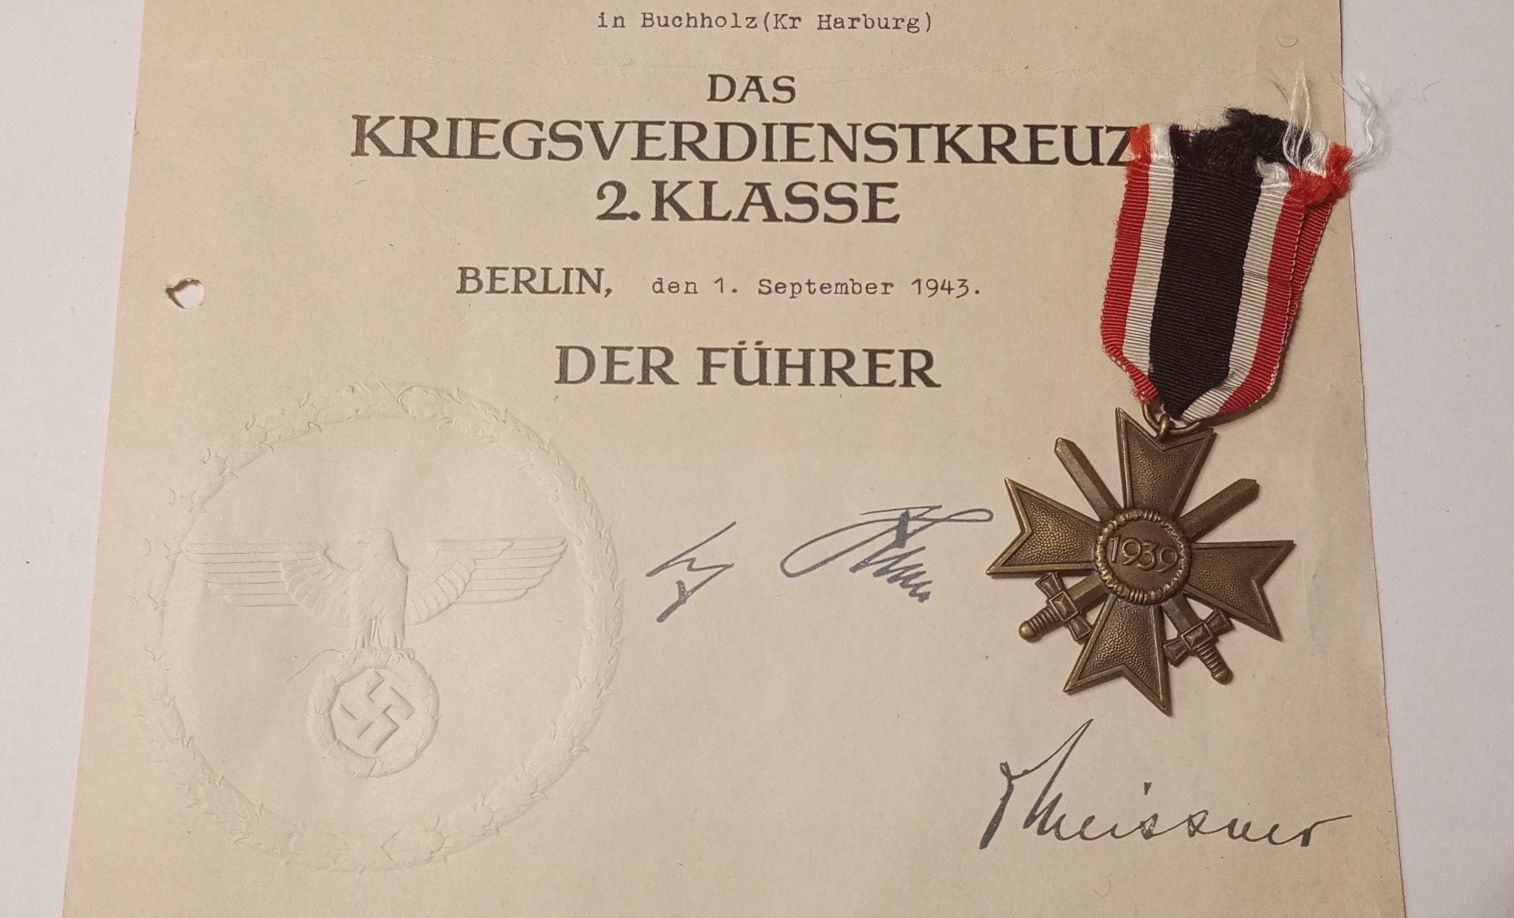 in Buchholz(Kr Harburg)
DAS
KRIEGSVERDIENSTKREUZ
2. KLASSE
BERLIN, den 1. September 1943.
DER FÜHRER
1939
Meissner